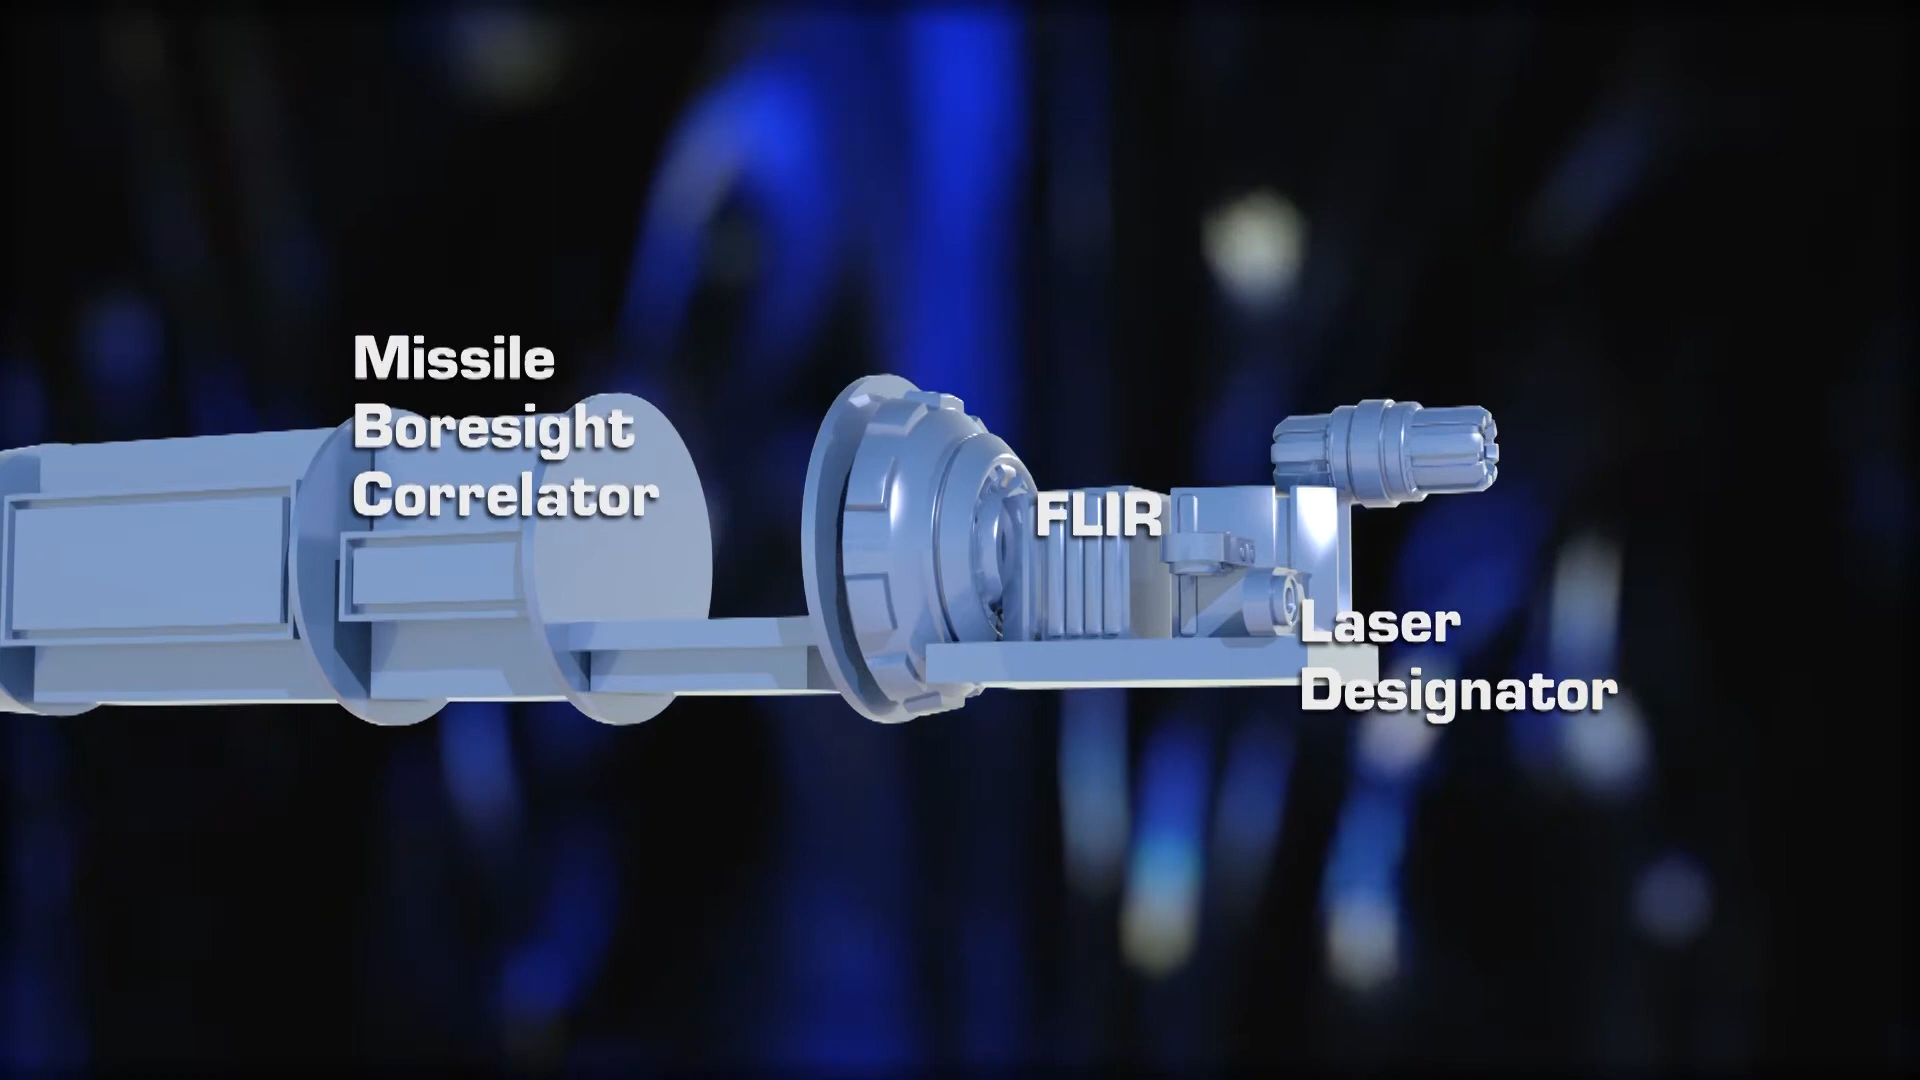 Missile
Boresight
Correlator
FLIR
Laser
Designator